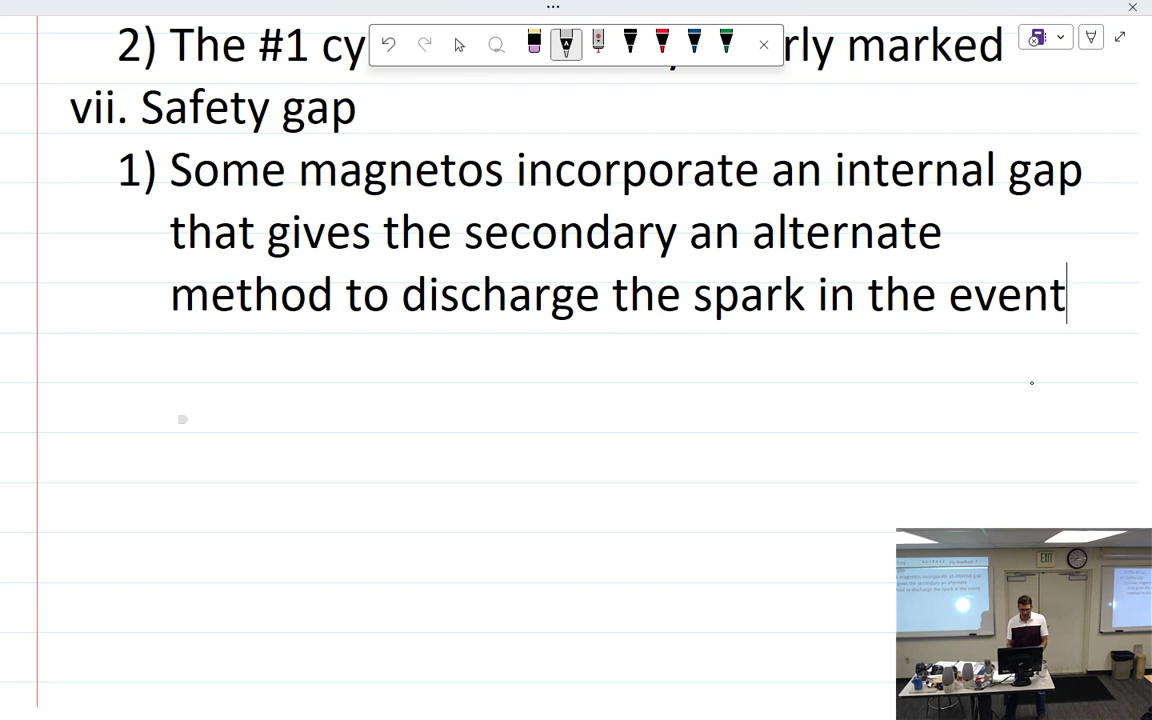 2) The #1 cy rly marked
vii. Safety gap
1) Some magnetos incorporate an internal gap
that gives the secondary an alternate
method to discharge the spark in the event
EXIT